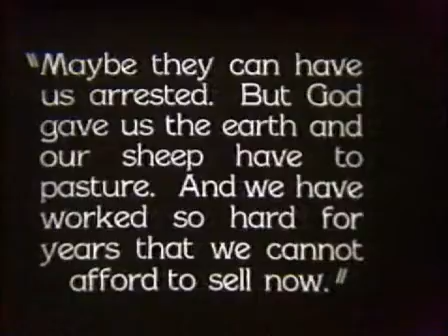 "Maybe they can have
us arrested. But God
gave us the earth and
our sheep have to
pasture. And we have
worked so hard for
years that we cannot
afford to sell now."